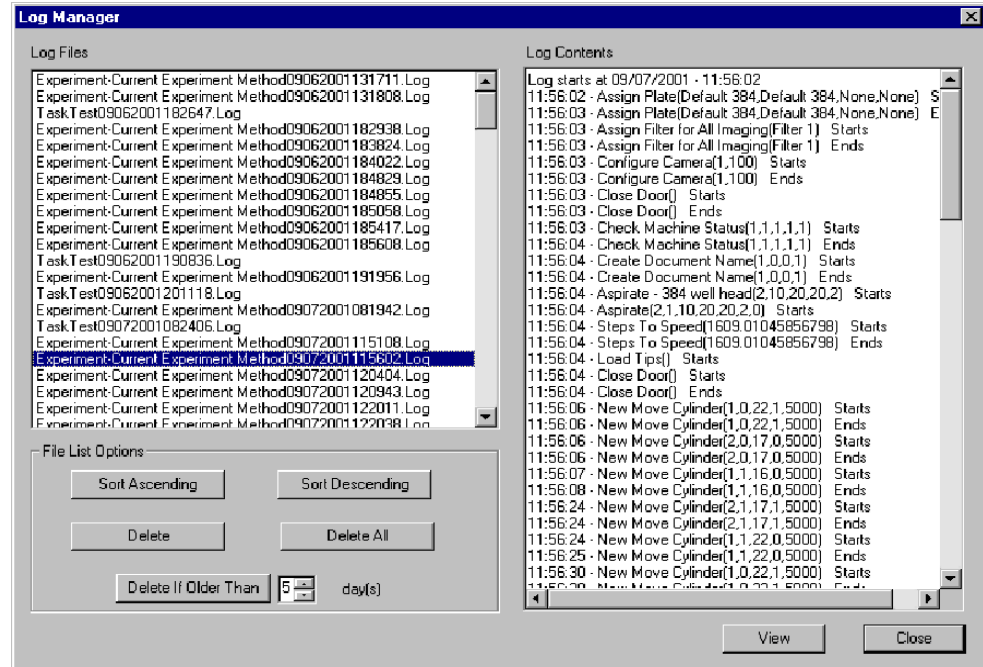 Log Manager
Log Files
Experiment-Current Experiment Method09062001131711.Log
Experiment-Current Experiment Method09062001131808.Log
TaskTest09062001182647.Log
Experiment-Current Experiment Method09062001182938.Log
Experiment-Current Experiment Method09062001183824.Log
Experiment-Current Experiment Method09062001184022.Log
Experiment-Current Experiment Method09062001184829.Log
Experiment-Current Experiment Method09062001184855.Log
Experiment-Current Experiment Method09062001185058.Log
Experiment-Current Experiment Method09062001185417.Log
Experiment-Current Experiment Method09062001185608.Log
TaskTest09062001190836.Log
Experiment-Current Experiment Method09062001191956.Log
TaskTest09062001201118.Log
Experiment-Current Experiment Method09072001081942.Log
TaskTest09072001082406.Log
Experiment-Current Experiment Method09072001115108.Log
Experiment-Current Experiment Method09072001115602.Log
Experiment-Current Experiment Method09072001120404.Log
Experiment-Current Experiment Method09072001120943.Log
Experiment-Current Experiment Method09072001122011.Log
Experiment-Current Experiment Method09072001122038.Log
File List Options
Sort Ascending
Sort Descending
Delete
Delete All
Delete If Older Than
5
day(s)
Log Contents
Log starts at 09/07/2001 - 11:56:02
11:56:02 - Assign Plate(Default 384,Default 384,None,None) S
11:56:03 - Assign Plate(Default 384,Default 384,None,None) E
11:56:03 - Assign Filter for All Imaging(Filter 1) Starts
11:56:03 - Assign Filter for All Imaging(Filter 1) Ends
11:56:03 - Configure Camera(1,100) Starts
11:56:03 - Configure Camera(1,100) Ends
11:56:03 - Close Door() Starts
11:56:03 - Close Door() Ends
11:56:03 - Check Machine Status(1,1,1,1,1) Starts
11:56:04 - Check Machine Status(1,1,1,1,1) Ends
11:56:04 - Create Document Name(1,0,0,1) Starts
11:56:04 - Create Document Name(1,0,0,1) Ends
11:56:04 - Aspirate - 384 well head(2,10,20,20,2) Starts
11:56:04 - Aspirate(2,1,10,20,20,2,0) Starts
11:56:04 - Steps To Speed(1609.01045856798) Starts
11:56:04 - Steps To Speed(1609.01045856798) Ends
11:56:04 - Load Tips() Starts
11:56:04 - Close Door() Starts
11:56:04 - Close Door() Ends
11:56:06 - New Move Cylinder(1,0,22,1,5000) Starts
11:56:06 - New Move Cylinder(1,0,22,1,5000) Ends
11:56:06 - New Move Cylinder(2,0,17,0,5000) Starts
11:56:06 - New Move Cylinder(2,0,17,0,5000) Ends
11:56:07 - New Move Cylinder(1,1,16,0,5000) Starts
11:56:08 - New Move Cylinder(1,1,16,0,5000) Ends
11:56:24 - New Move Cylinder(2,1,17,1,5000) Starts
11:56:24 - New Move Cylinder(2,1,17,1,5000) Ends
11:56:24 - New Move Cylinder(1,1,22,0,5000) Starts
11:56:25 - New Move Cylinder(1,1,22,0,5000) Ends
11:56:30 - New Move Cylinder(1,0,22,1,5000) Starts
View
Close